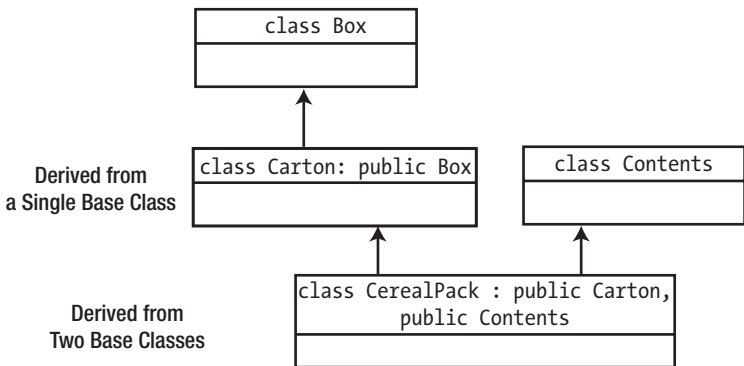 class Box
Derived from
a Single Base Class
class Carton: public Box
class Contents
Derived from
Two Base Classes
class CerealPack : public Carton,
public Contents